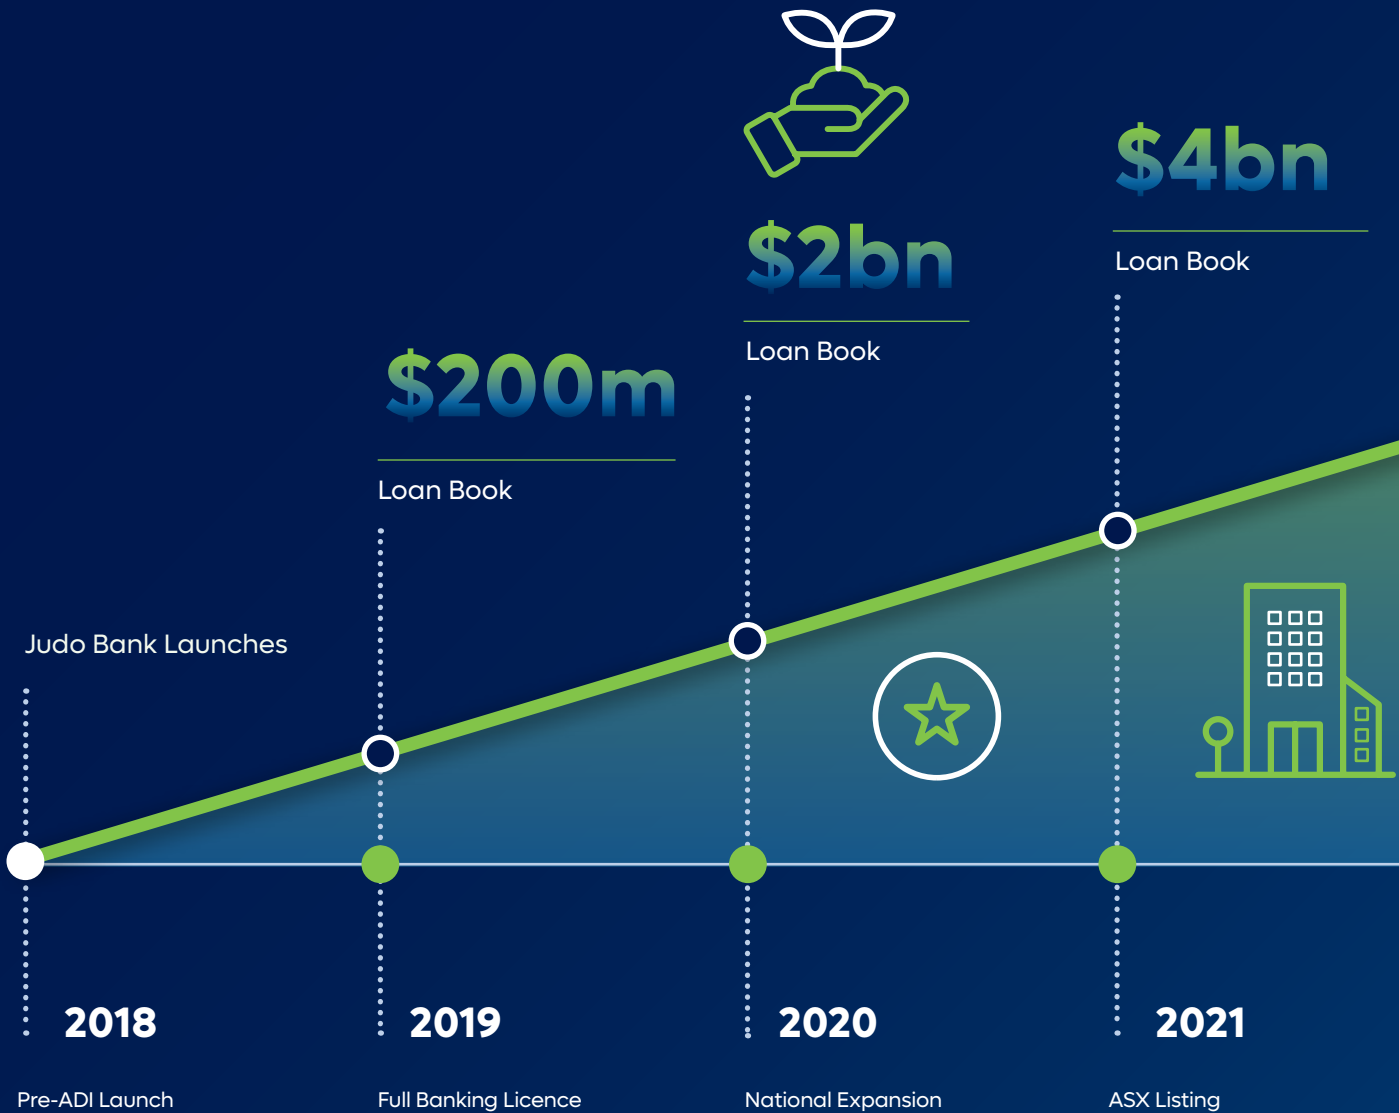 $4bn
Loan Book
$2bn
Loan Book
$200m
Loan Book
Judo Bank Launches
2018
2019
2020
2021
Pre-ADI Launch
Full Banking Licence
National Expansion
ASX Listing